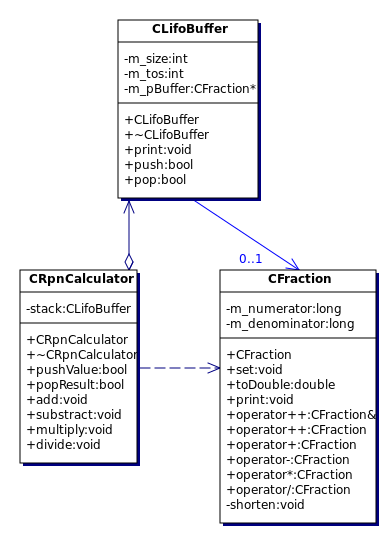 CLifoBuffer
-m_size:int
-m_tos:int
-m_pBuffer:CFraction*
+CLifoBuffer
+~CLifoBuffer
+print:void
+push:bool
+pop:bool
0..1
CRpnCalculator
-stack:CLifoBuffer
+CRpnCalculator
+~CRpnCalculator
+pushValue:bool
+popResult:bool
+add:void
+substract:void
+multiply:void
+divide:void
CFraction
-m_numerator:long
-m_denominator:long
+CFraction
+set:void
+toDouble:double
+print:void
+operator++:CFraction&
+operator++:CFraction
+operator+:CFraction
+operator-:CFraction
+operator*:CFraction
+operator/:CFraction
-shorten:void